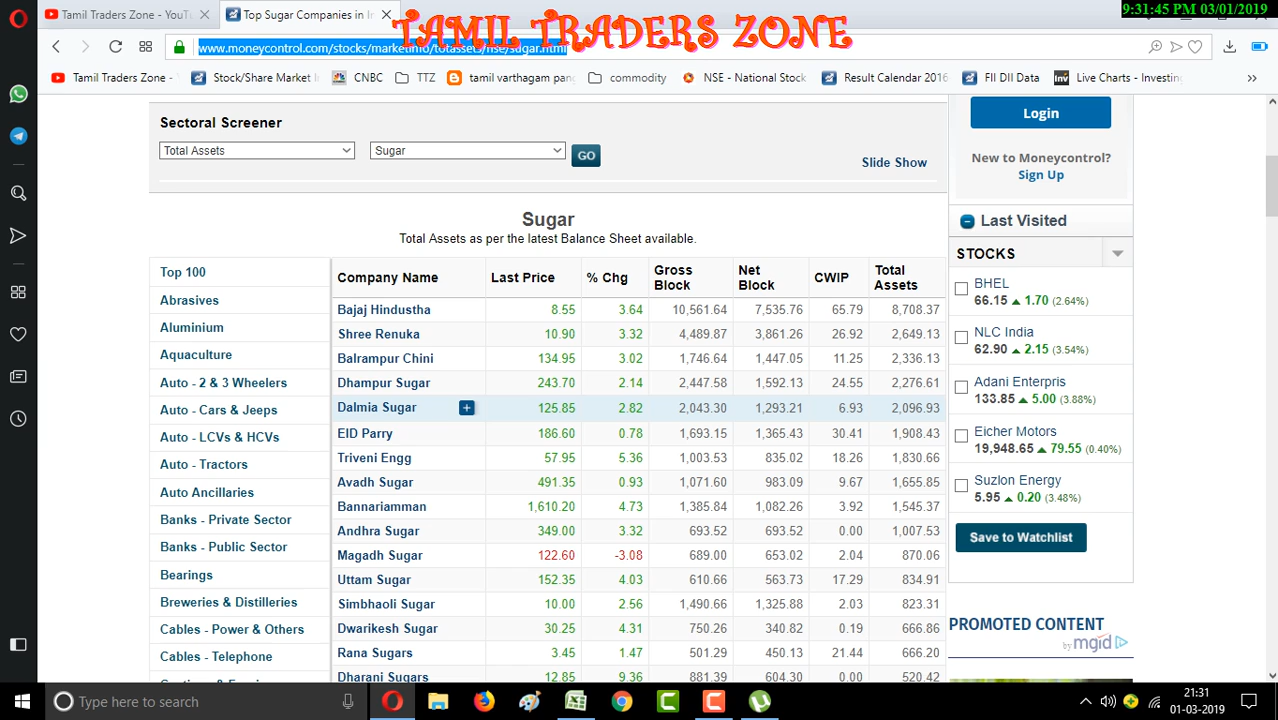 Tamil Traders Zone - YouT
Top Sugar Companies in In
TAMIL TRADERS ZONE
9:31:45 PM 03/01/2019
www.moneycontrol.com/stocks/marketinfo/totassets/nse/sugar.html
Tamil Traders Zone -
Stock/Share Market I
CNBC
TTZ
tamil varthagam pan
commodity
NSE - National Stock
Result Calendar 2016
FII DII Data
Inv
Live Charts - Investing
»
Sectoral Screener
Total Assets
Sugar
GO
Slide Show
Login
New to Moneycontrol?
Sign Up
Sugar
Total Assets as per the latest Balance Sheet available.
Top 100
Abrasives
Aluminium
Aquaculture
Auto - 2 & 3 Wheelers
Auto - Cars & Jeeps
Auto - LCVs & HCVs
Auto - Tractors
Auto Ancillaries
Banks - Private Sector
Banks - Public Sector
Bearings
Breweries & Distilleries
Cables - Power & Others
Cables - Telephone
Company Name Last Price % Chg Gross Block Net Block CWIP Total Assets
Bajaj Hindustha 8.55 3.64 10,561.64 7,535.76 65.79 8,708.37
Shree Renuka 10.90 3.32 4,489.87 3,861.26 26.92 2,649.13
Balrampur Chini 134.95 3.02 1,746.64 1,447.05 11.25 2,336.13
Dhampur Sugar 243.70 2.14 2,447.58 1,592.13 24.55 2,276.61
Dalmia Sugar + 125.85 2.82 2,043.30 1,293.21 6.93 2,096.93
EID Parry 186.60 0.78 1,693.15 1,365.43 30.41 1,908.43
Triveni Engg 57.95 5.36 1,003.53 835.02 18.26 1,830.66
Avadh Sugar 491.35 0.93 1,071.60 983.09 9.67 1,655.85
Bannariamman 1,610.20 4.73 1,385.84 1,082.26 3.92 1,545.37
Andhra Sugar 349.00 3.32 693.52 693.52 0.00 1,007.53
Magadh Sugar 122.60 -3.08 689.00 653.02 2.04 870.06
Uttam Sugar 152.35 4.03 610.66 563.73 17.29 834.91
Simbhaoli Sugar 10.00 2.56 1,490.66 1,325.88 2.03 823.31
Dwarikesh Sugar 30.25 4.31 750.26 340.82 0.19 666.86
Rana Sugars 3.45 1.47 501.29 450.13 21.44 666.20
Dharani Sugars 12.85 9.36 881.39 604.30 0.00 520.42
Last Visited
STOCKS
BHEL
66.15 1.70 (2.64%)
NLC India
62.90 2.15 (3.54%)
Adani Enterpris
133.85 5.00 (3.88%)
Eicher Motors
19,948.65 79.55 (0.40%)
Suzlon Energy
5.95 0.20 (3.48%)
Save to Watchlist
PROMOTED CONTENT
by mgid
Type here to search
21:31
01-03-2019